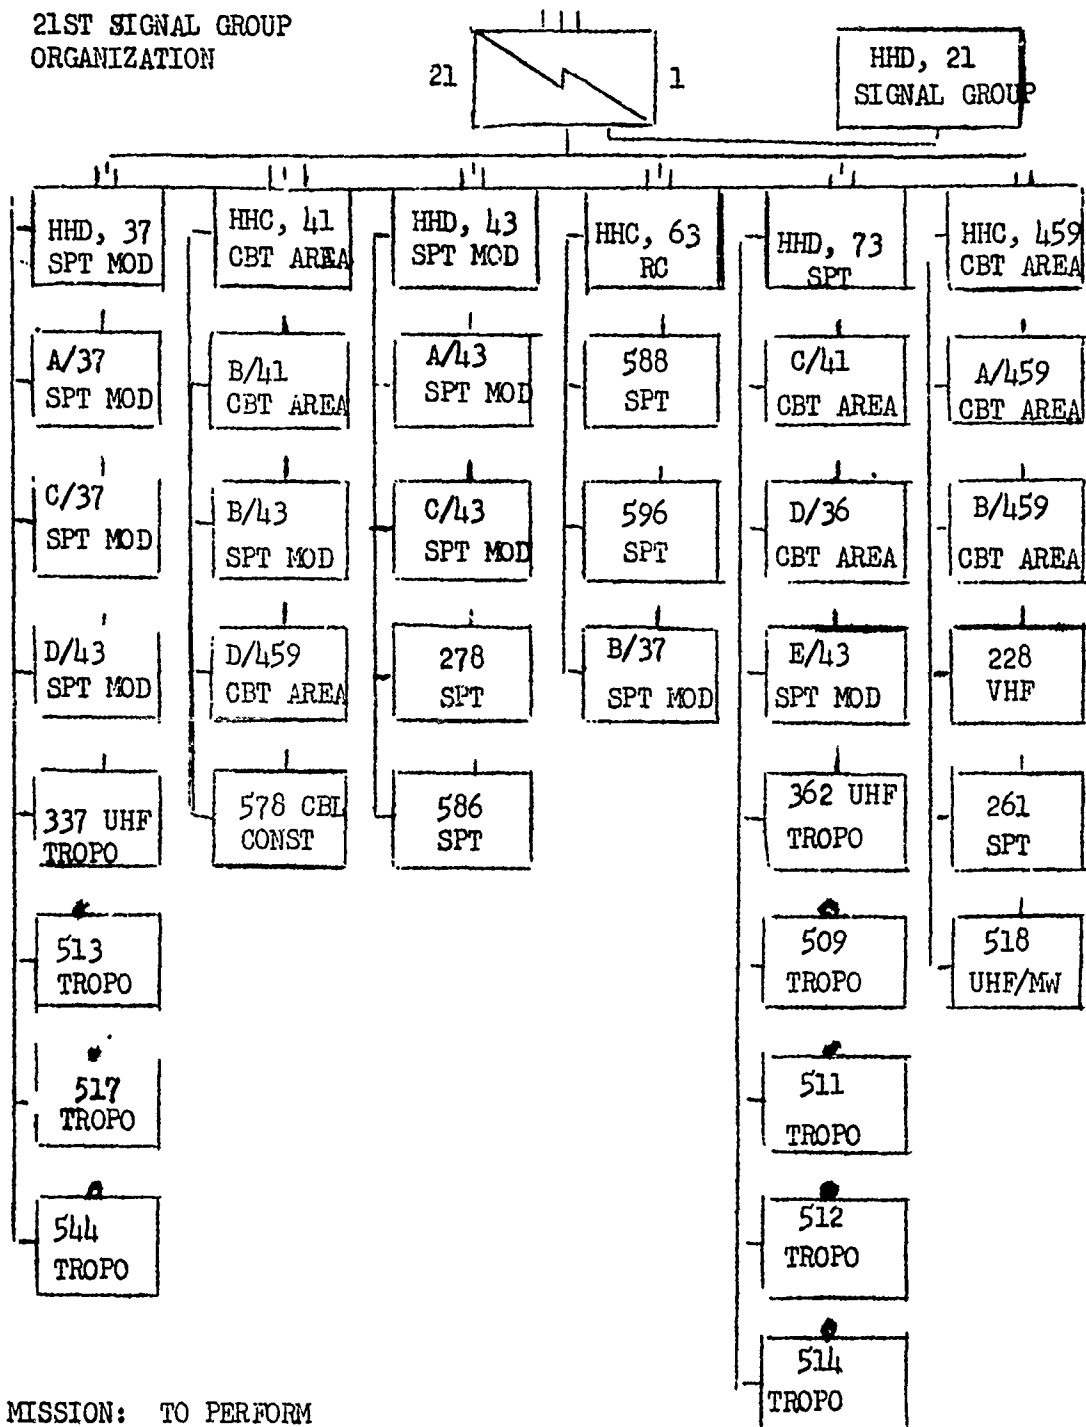 21ST SIGNAL GROUP
ORGANIZATION
21
1
HHD, 21
SIGNAL GROUP
HHD, 37
SPT MOD
HHC, 41
CBT AREA
HHD, 43
SPT MOD
HHC, 63
RC
HHD, 73
SPT
HHC, 459
CBT AREA
A/37
SPT MOD
B/41
CBT AREA
A/43
SPT MOD
588
SPT
C/41
CBT AREA
A/459
CBT AREA
C/37
SPT MOD
B/43
SPT MOD
C/43
SPT MOD
596
SPT
D/36
CBT AREA
B/459
CBT AREA
D/43
SPT MOD
D/459
CBT AREA
278
SPT
B/37
SPT MOD
E/43
SPT MOD
228
VHF
337 UHF
TROPO
578 CBL
CONST
586
SPT
362 UHF
TROPO
261
SPT
513
TROPO
509
TROPO
518
UHF/MW
517
TROPO
511
TROPO
544
TROPO
512
TROPO
514
TROPO
MISSION: TO PERFORM